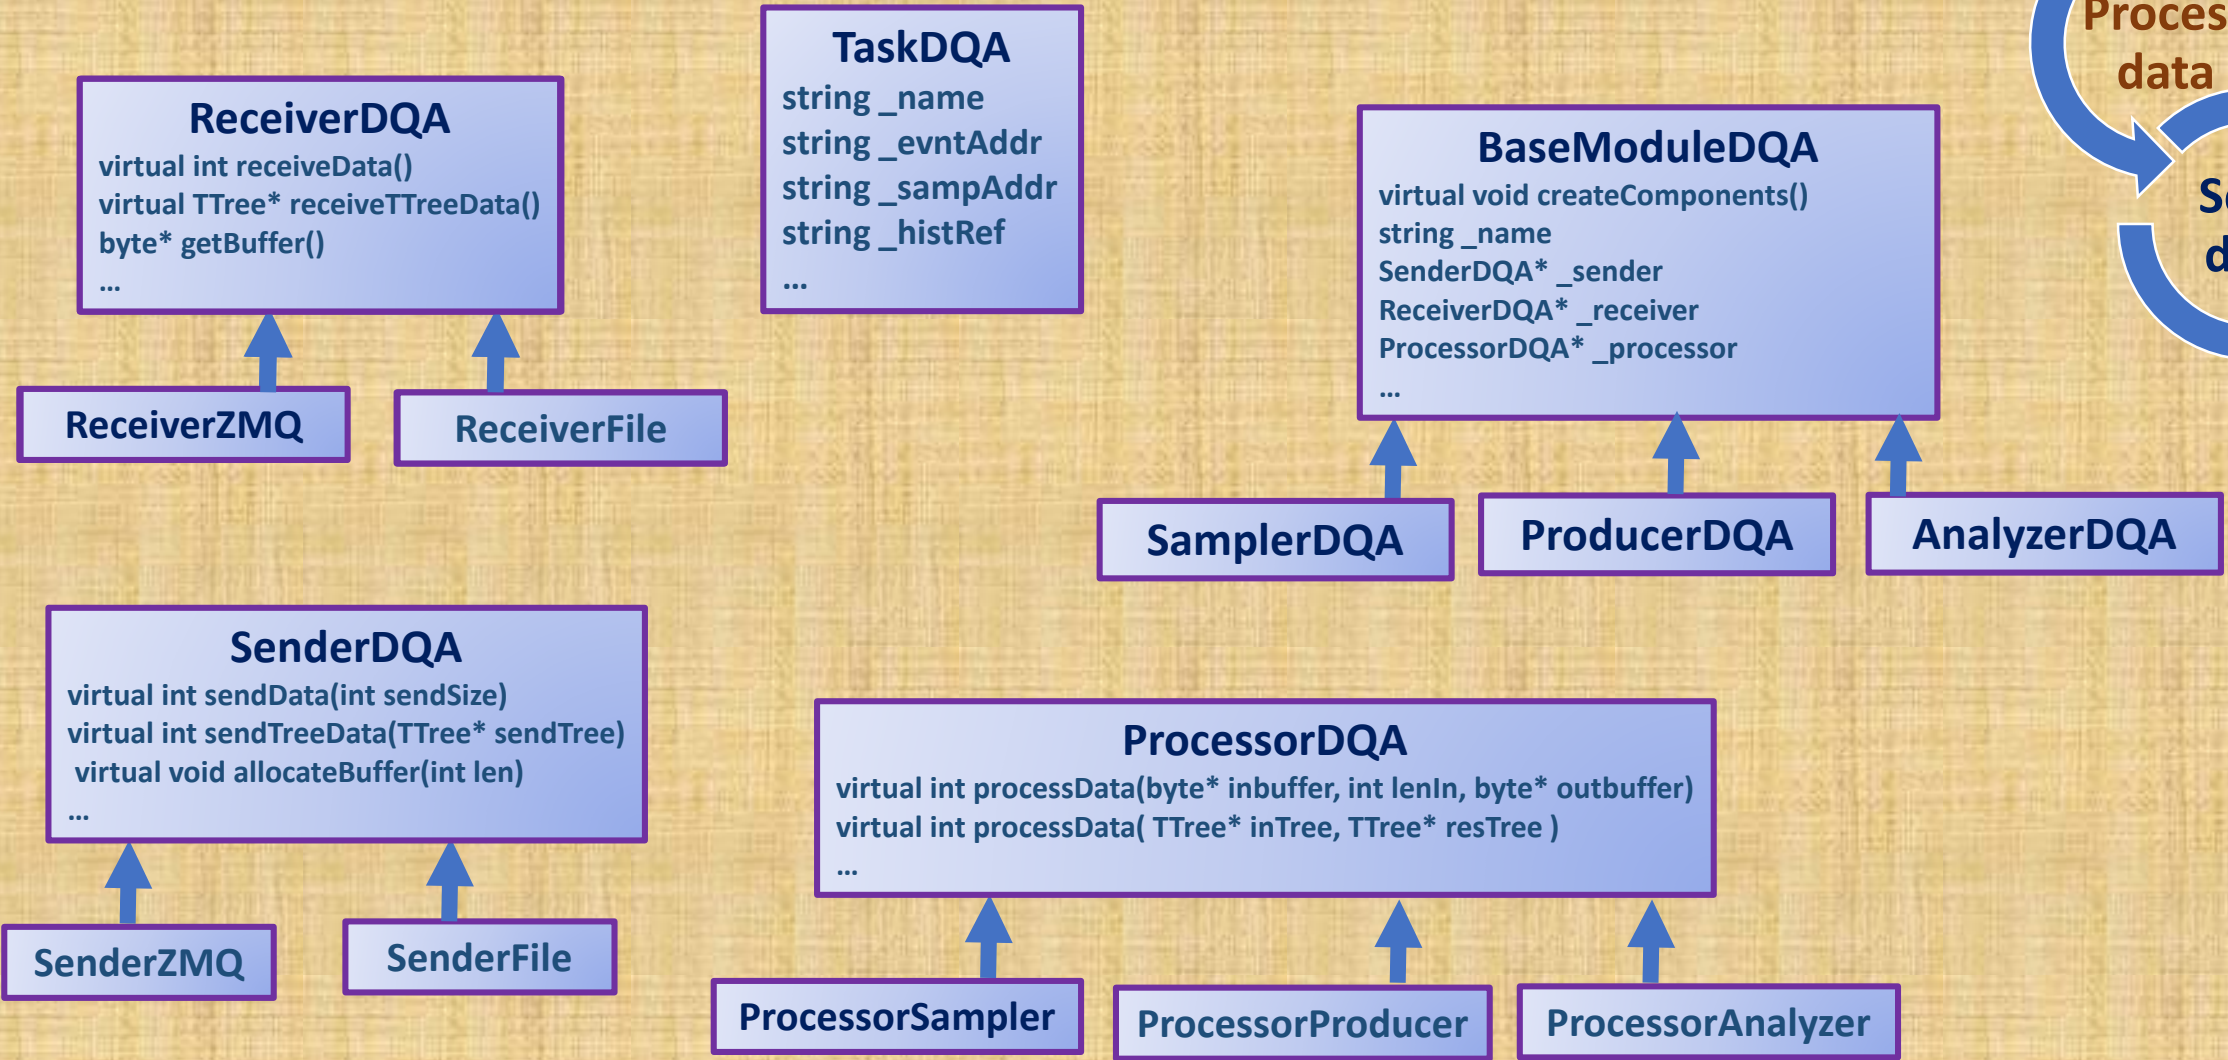 ReceiverDQA
virtual int receiveData()
virtual TTree* receiveTTreeData()
byte* getBuffer()
...
ReceiverZMQ
ReceiverFile
TaskDQA
string _name
string _evntAddr
string _sampAddr
string _histRef
...
BaseModuleDQA
virtual void createComponents()
string _name
SenderDQA* _sender
ReceiverDQA* _receiver
ProcessorDQA* _processor
...
SamplerDQA
ProducerDQA
AnalyzerDQA
data
SenderDQA
virtual int sendData(int sendSize)
virtual int sendTreeData(TTree* sendTree)
virtual void allocateBuffer(int len)
...
SenderZMQ
SenderFile
ProcessorDQA
virtual int processData(byte* inbuffer, int lenIn, byte* outbuffer)
virtual int processData( TTree* inTree, TTree* resTree )
...
ProcessorSampler
ProcessorProducer
ProcessorAnalyzer